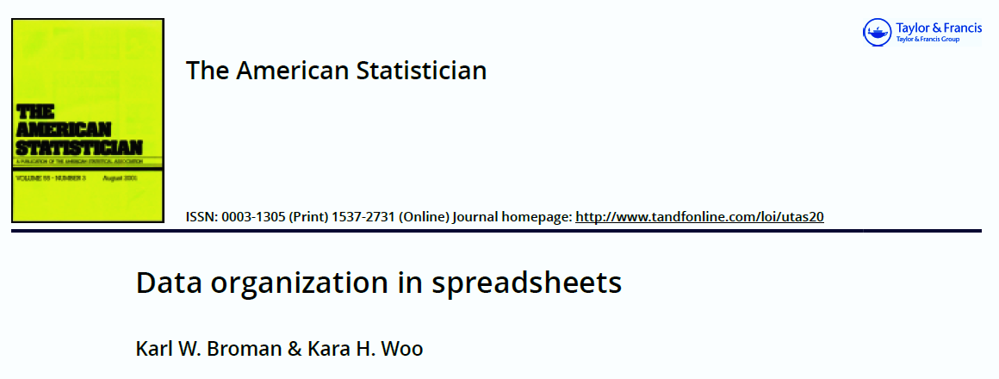 Taylor & Francis
Taylor & Francis Group
The American Statistician
THE
AMERICAN
STATISTICIAN
A PUBLICATION OF THE AMERICAN STATISTICAL ASSOCIATION
VOLUME 55 • NUMBER 3 August 2001
ISSN: 0003-1305 (Print) 1537-2731 (Online) Journal homepage: http://www.tandfonline.com/loi/utas20
Data organization in spreadsheets
Karl W. Broman & Kara H. Woo